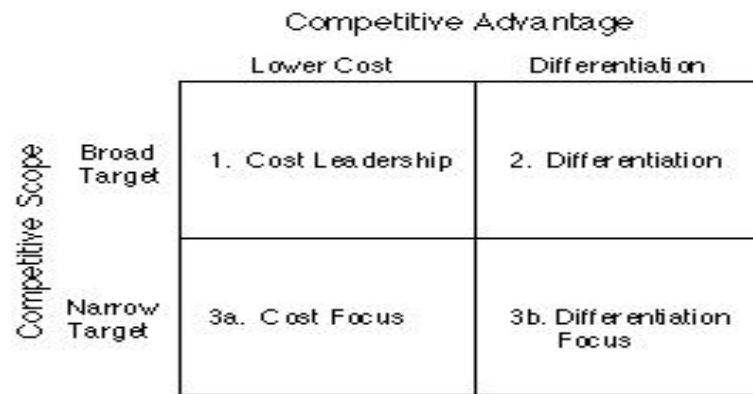 Competitive Advantage
Lower Cost
Differentiation
Competitive Scope
Broad
Target
1. Cost Leadership
2. Differentiation
Narrow
Target
3a. Cost Focus
3b. Differentiation
Focus